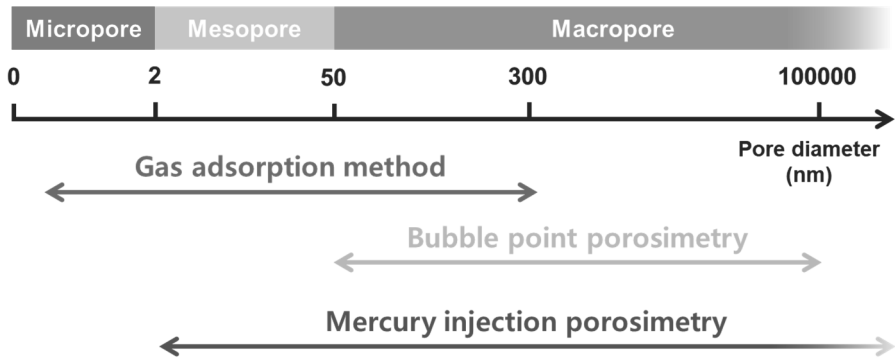 Micropore Mesopore Macropore
0 2 50 300 100000
Pore diameter
(nm)
Gas adsorption method
Bubble point porosimetry
Mercury injection porosimetry